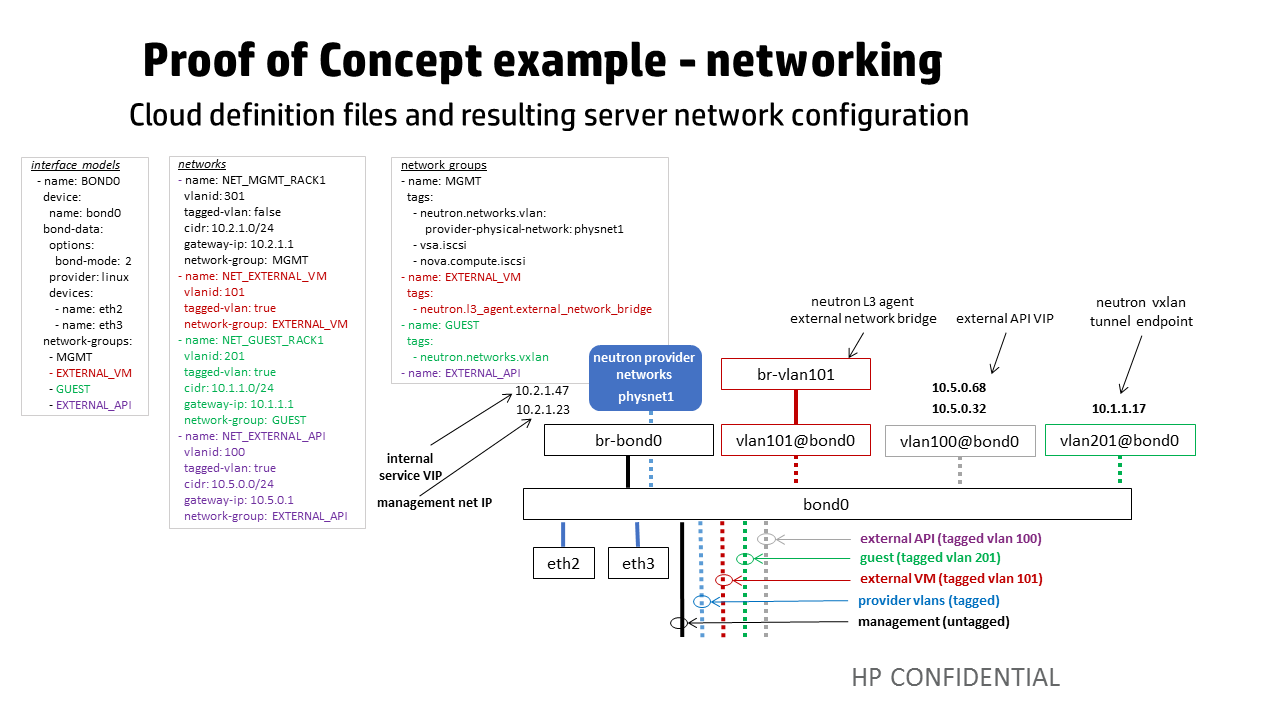 Proof of Concept example - networking
Cloud definition files and resulting server network configuration
interface models
- name: BOND0
device:
name: bond0
bond-data:
options:
bond-mode: 2
provider: linux
devices:
- name: eth2
- name: eth3
network-groups:
- MGMT
- EXTERNAL_VM
- GUEST
- EXTERNAL_API
networks
- name: NET_MGMT_RACK1
vlanid: 301
tagged-vlan: false
cidr: 10.2.1.0/24
gateway-ip: 10.2.1.1
network-group: MGMT
- name: NET_EXTERNAL_VM
vlanid: 101
tagged-vlan: true
network-group: EXTERNAL_VM
- name: NET_GUEST_RACK1
vlanid: 201
tagged-vlan: true
cidr: 10.1.1.0/24
gateway-ip: 10.1.1.1
network-group: GUEST
- name: NET_EXTERNAL_API
vlanid: 100
tagged-vlan: true
cidr: 10.5.0.0/24
gateway-ip: 10.5.0.1
network-group: EXTERNAL_API
network groups
- name: MGMT
tags:
- neutron.networks.vlan:
provider-physical-network: physnet1
- vsa.iscsi
- nova.compute.iscsi
- name: EXTERNAL_VM
tags:
- neutron.l3_agent.external_network_bridge
- name: GUEST
tags:
- neutron.networks.vxlan
- name: EXTERNAL_API
neutron provider
networks
physnet1
10.2.1.47
10.2.1.23
internal
service VIP
management net IP
neutron L3 agent
external network bridge
external API VIP
neutron vxlan
tunnel endpoint
br-vlan101
10.5.0.68
10.5.0.32
10.1.1.17
br-bond0
vlan101@bond0
vlan100@bond0
vlan201@bond0
bond0
eth2
eth3
external API (tagged vlan 100)
guest (tagged vlan 201)
external VM (tagged vlan 101)
provider vlans (tagged)
management (untagged)
HP CONFIDENTIAL